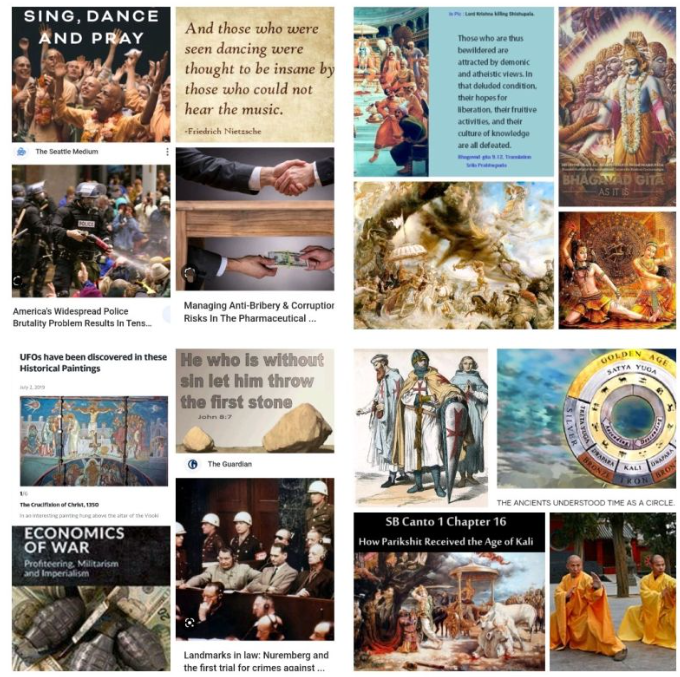 SING, DANCE
AND PRAY
And those who were
seen dancing were
thought to be insane by
those who could not
hear the music.
-Friedrich Nietzsche
The Seattle Medium
POLICE
America's Widespread Police
Brutality Problem Results In Tens...
Managing Anti-Bribery & Corruption
Risks In The Pharmaceutical ...
In Pic : Lord Krishna killing Shishupala.
Those who are thus
bewildered are
attracted by demonic
and atheistic views. In
that deluded condition,
their hopes for
liberation, their fruitive
activities, and their
culture of knowledge
are all defeated.
Bhagavad gita 9.12, Translation
Srila Prabhupada
BHAGAVAD GITA
AS IT IS
UFOs have been discovered in these
Historical Paintings
July 2, 2019
The Crucifixion of Christ, 1350
In an interesting painting hung above the altar of the Visoki
ECONOMICS
OF WAR
Profiteering, Militarism
and Imperialism
He who is without
sin let him throw
the first stone
John 8:7
The Guardian
Landmarks in law: Nuremberg and
the first trial for crimes against ...
GOLDEN AGE
SATYA YUGA
SILVER
TRETA YUGA
DWAPARA
KALI
DWAPARA
BRONZE
IRON
BRONZE
THE ANCIENTS UNDERSTOOD TIME AS A CIRCLE.
SB Canto 1 Chapter 16
How Parikshit Received the Age of Kali